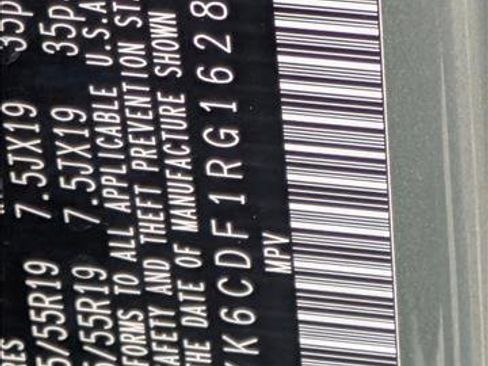 RES 7.5JX19 35p
5/55R19 7.5JX19 35p
5/55R19
FORMS TO ALL APPLICABLE U.S.A
AFETY AND THEFT PREVENTION ST
THE DATE OF MANUFACTURE SHOWN
K6CDF1RG1628
MPV